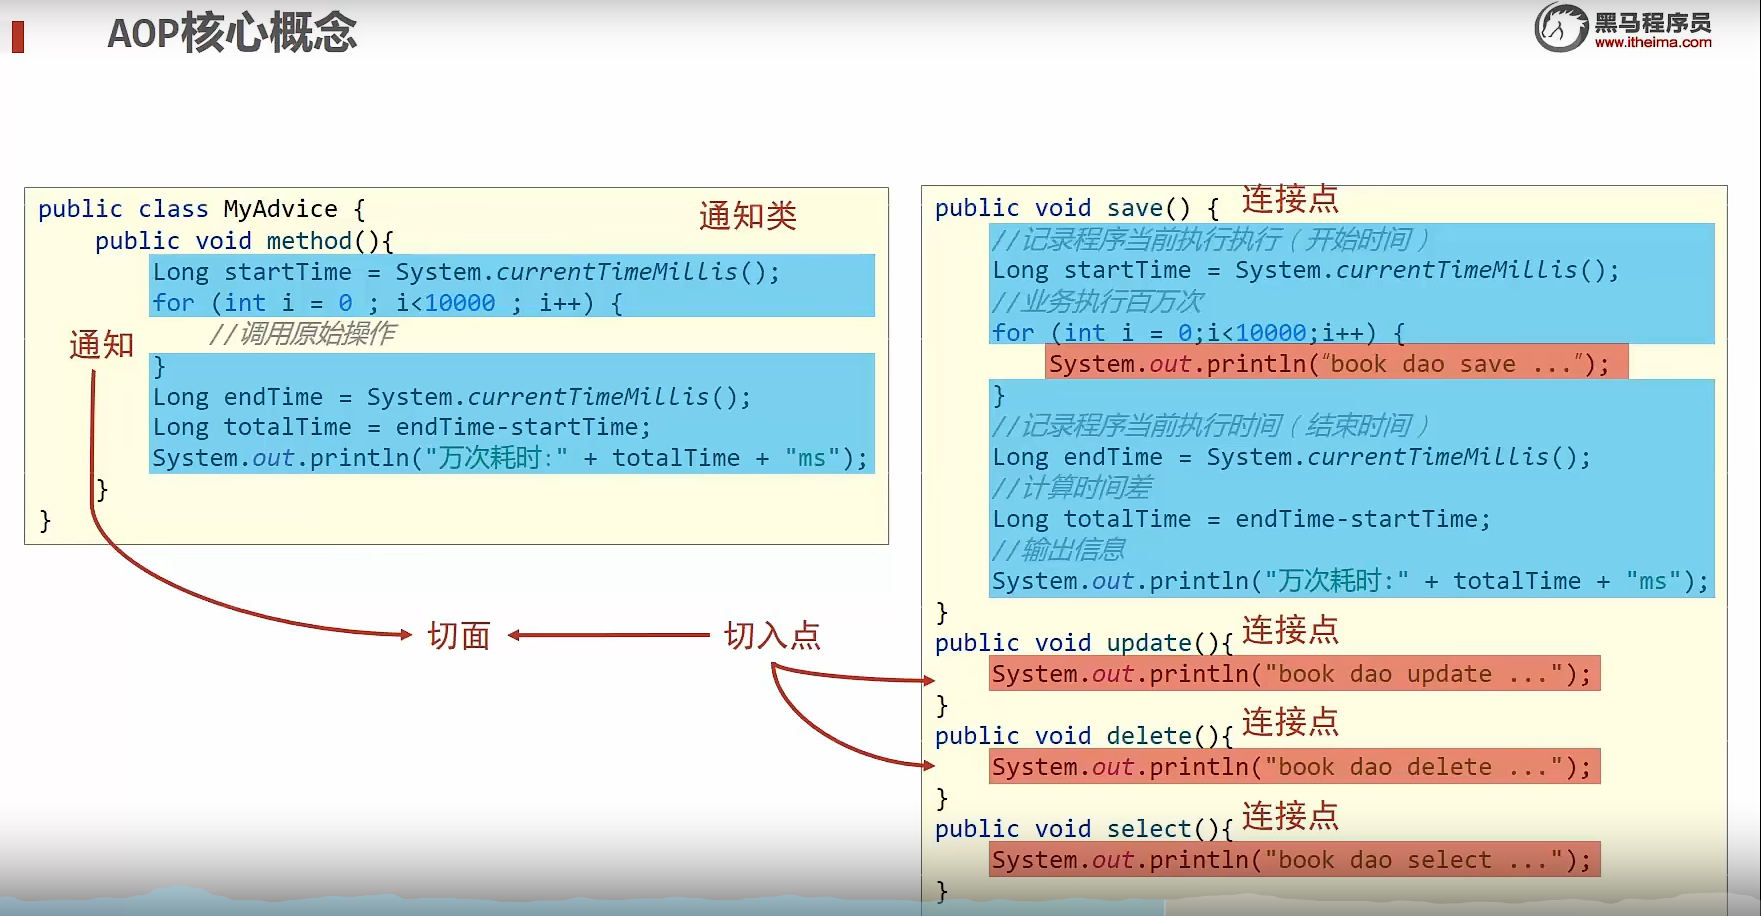 AOP核心概念
黑马程序员
www.itheima.com
public class MyAdvice {
通知类
public void method(){
Long startTime = System.currentTimeMillis();
for (int i = 0 ; i<10000 ; i++) {
//调用原始操作
通知
}
Long endTime = System.currentTimeMillis();
Long totalTime = endTime-startTime;
System.out.println("万次耗时:" + totalTime + "ms");
}
}
切面
切入点
public void save() {
连接点
//记录程序当前执行执行（开始时间）
Long startTime = System.currentTimeMillis();
//业务执行百万次
for (int i = 0;i<10000;i++) {
System.out.println(“book dao save ...”);
}
//记录程序当前执行时间（结束时间）
Long endTime = System.currentTimeMillis();
//计算时间差
Long totalTime = endTime-startTime;
//输出信息
System.out.println("万次耗时:" + totalTime + "ms");
}
public void update(){
连接点
System.out.println("book dao update ...");
}
public void delete(){
连接点
System.out.println("book dao delete ...");
}
public void select(){
连接点
System.out.println("book dao select ...");
}